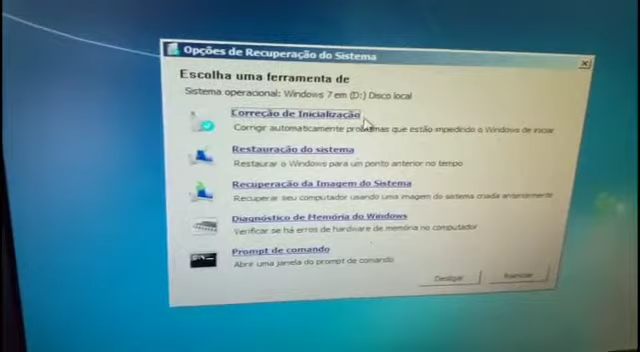 Opções de Recuperação do Sistema
Escolha uma ferramenta de
Sistema operacional: Windows 7 em (D:) Disco local
Correção de Inicialização
Corrigir automaticamente problemas que estão impedindo o Windows de iniciar
Restauração do sistema
Restaurar o Windows para um ponto anterior no tempo
Recuperação da Imagem do Sistema
Recuperar seu computador usando uma imagem do sistema criada anteriormente
Diagnóstico de Memória do Windows
Verificar se há erros de hardware de memória no computador
Prompt de comando
Abrir uma janela do prompt de comando
Desligar
Reiniciar